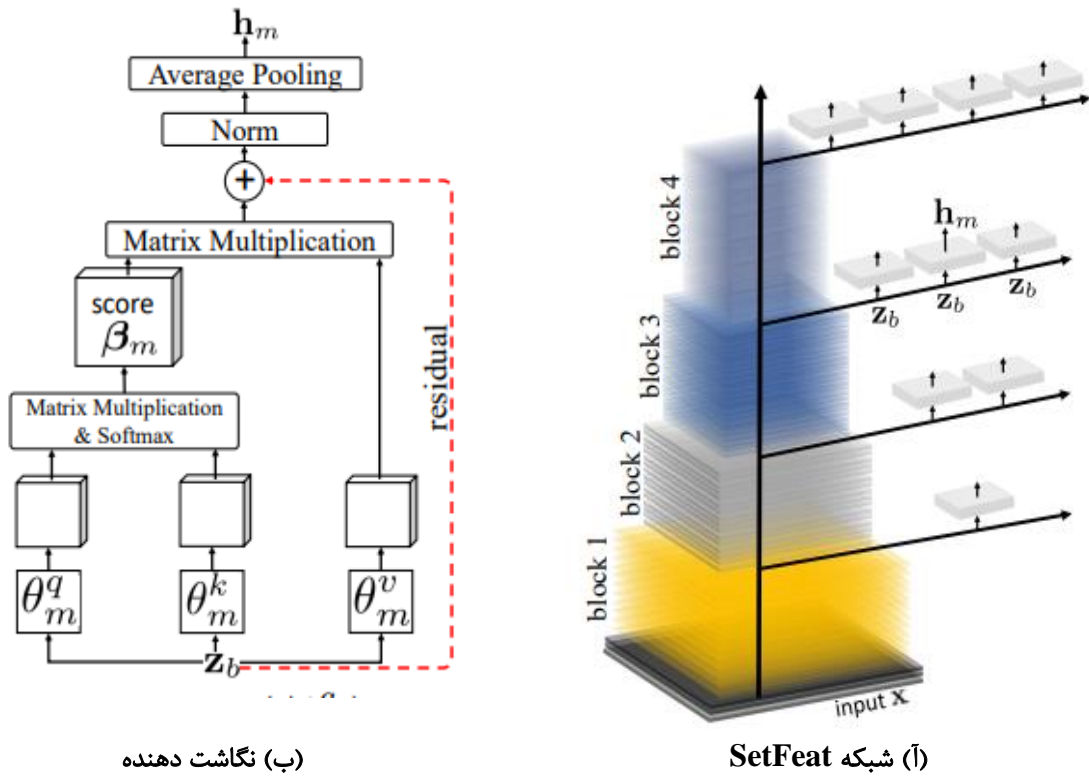 h_m
Average Pooling
Norm
+
Matrix Multiplication
score
β_m
residual
Matrix Multiplication
& Softmax
θ_m^q
θ_m^k
θ_m^v
z_b
(ب) نگاشت دهنده
block 4
h_m
z_b
z_b
z_b
block 3
block 2
block 1
input x
(آ) شبکه SetFeat